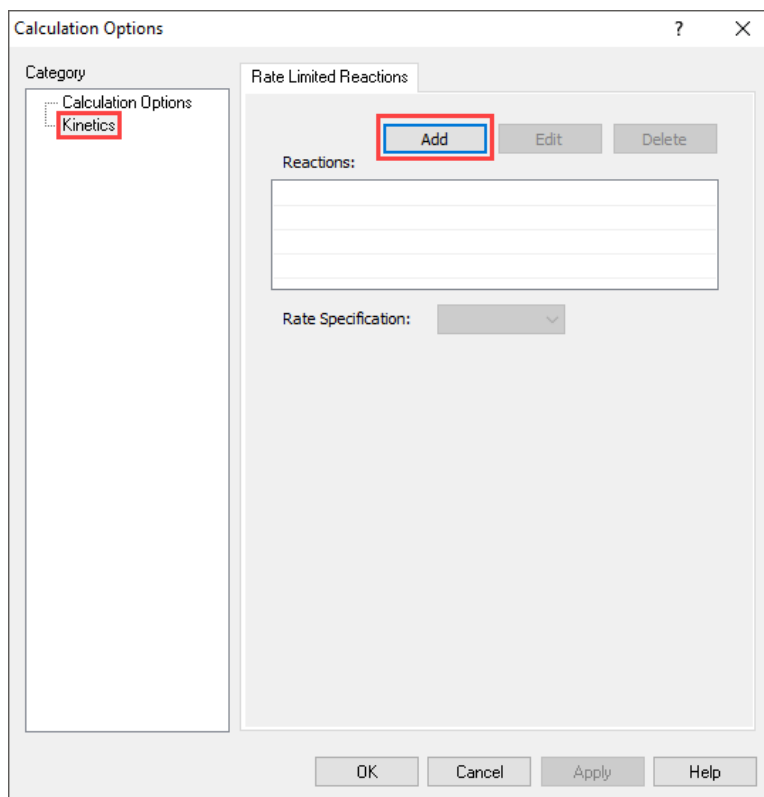 Calculation Options
?
Category
Rate Limited Reactions
Calculation Options
Kinetics
Add
Edit
Delete
Reactions:
Rate Specification:
OK
Cancel
Apply
Help